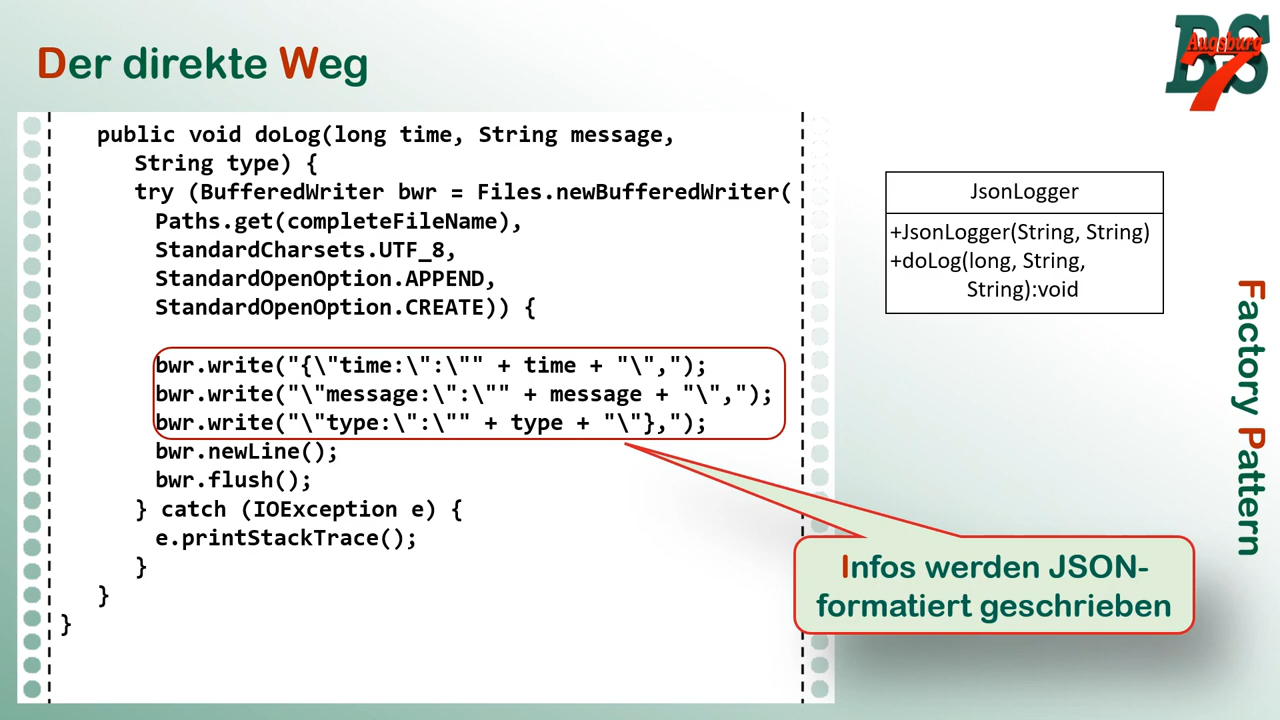 Der direkte Weg
BS
Augsburg
7
public void doLog(long time, String message,
String type) {
try (BufferedWriter bwr = Files.newBufferedWriter(
Paths.get(completeFileName),
StandardCharsets.UTF_8,
StandardOpenOption.APPEND,
StandardOpenOption.CREATE)) {
bwr.write("{\"time:\":\"" + time + "\",");
bwr.write("\"message:\":\"" + message + "\",");
bwr.write("\"type:\":\"" + type + "\"},");
bwr.newLine();
bwr.flush();
} catch (IOException e) {
e.printStackTrace();
}
}
}
JsonLogger
+JsonLogger(String, String)
+doLog(long, String,
String):void
Infos werden JSON-
formatiert geschrieben
Factory Pattern